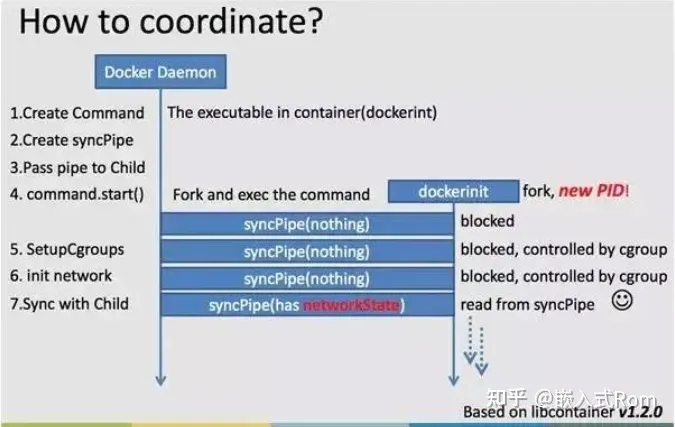 How to coordinate?
Docker Daemon
1.Create Command The executable in container(dockerint)
2.Create syncPipe
3.Pass pipe to Child
4. command.start() Fork and exec the command dockerinit fork, new PID!
syncPipe(nothing) blocked
5. SetupCgroups syncPipe(nothing) blocked, controlled by cgroup
6. init network syncPipe(nothing) blocked, controlled by cgroup
7.Sync with Child syncPipe(has networkState) read from syncPipe
知乎 @嵌入式Rom
Based on libcontainer v1.2.0